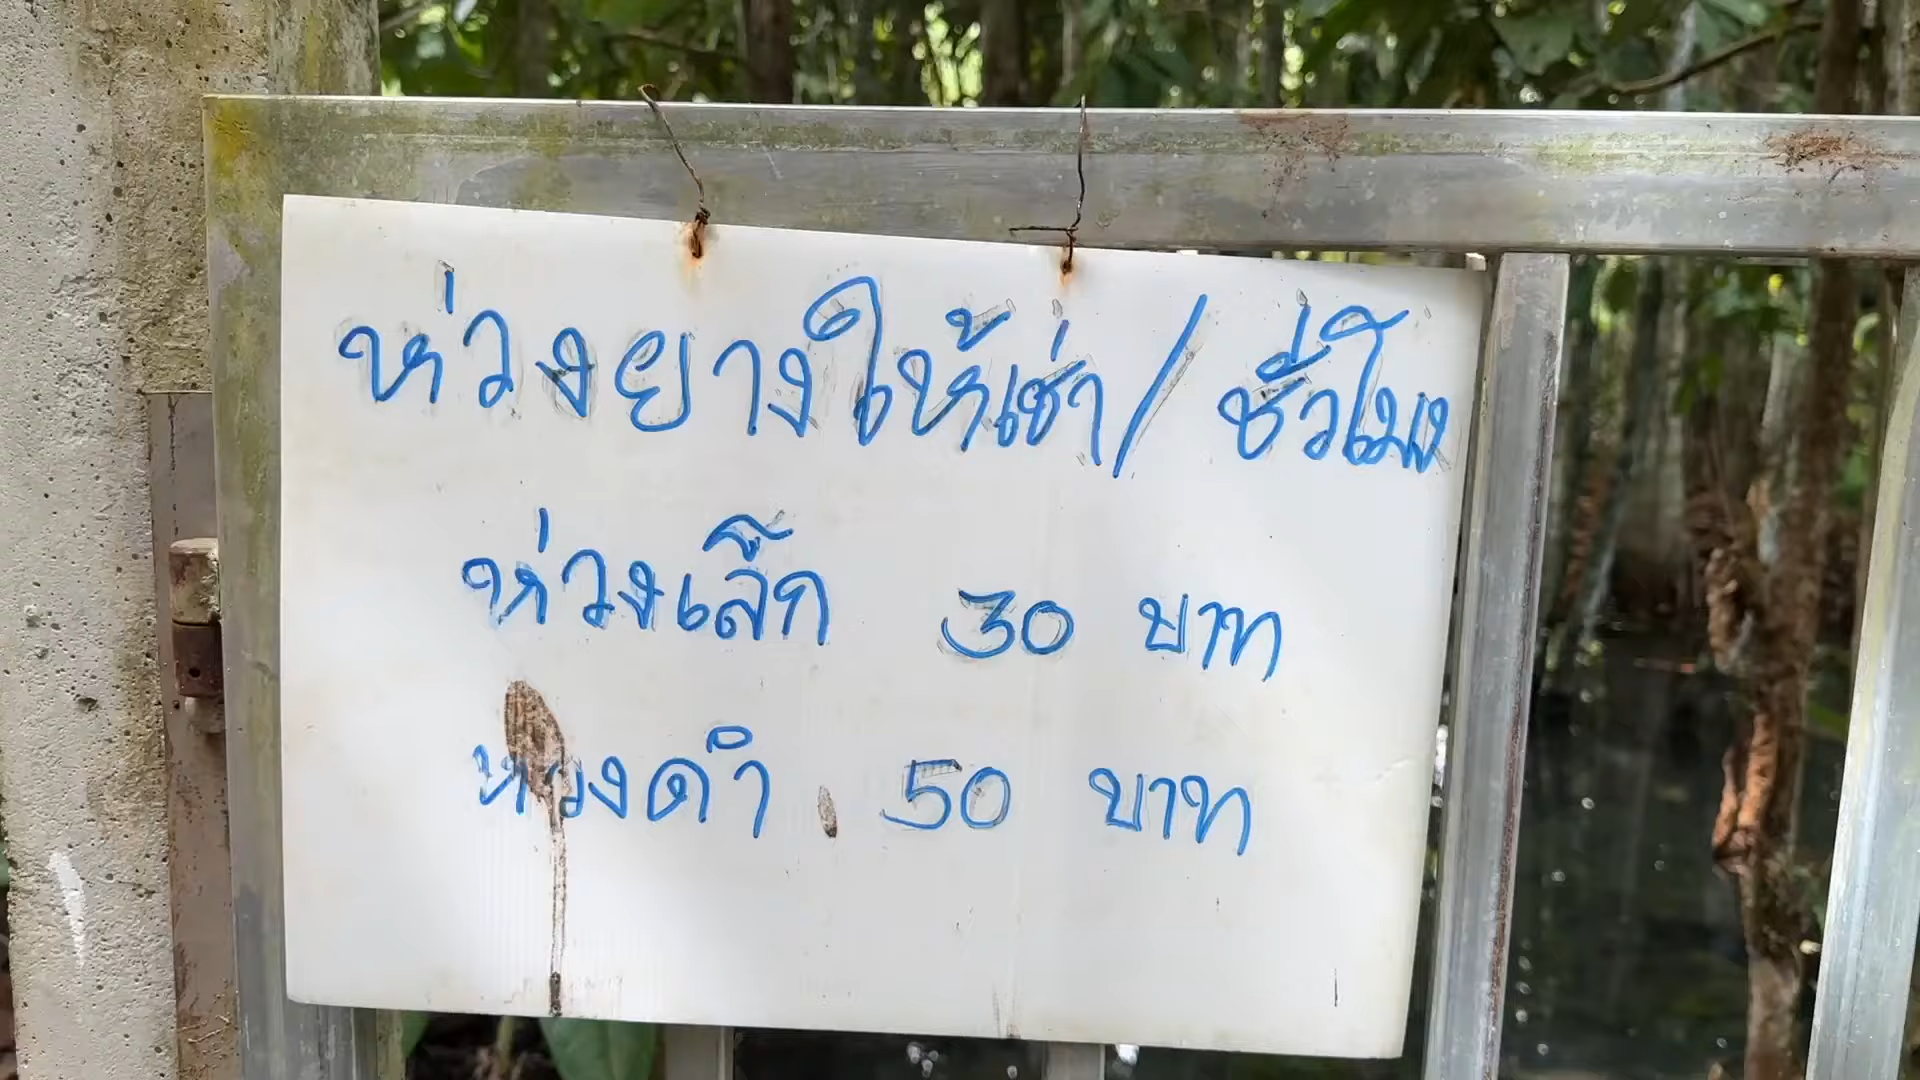 ห่วงยางให้เช่า/ชั่วโมง
ห่วงเล็ก 30 บาท
ห่วงดำ 50 บาท